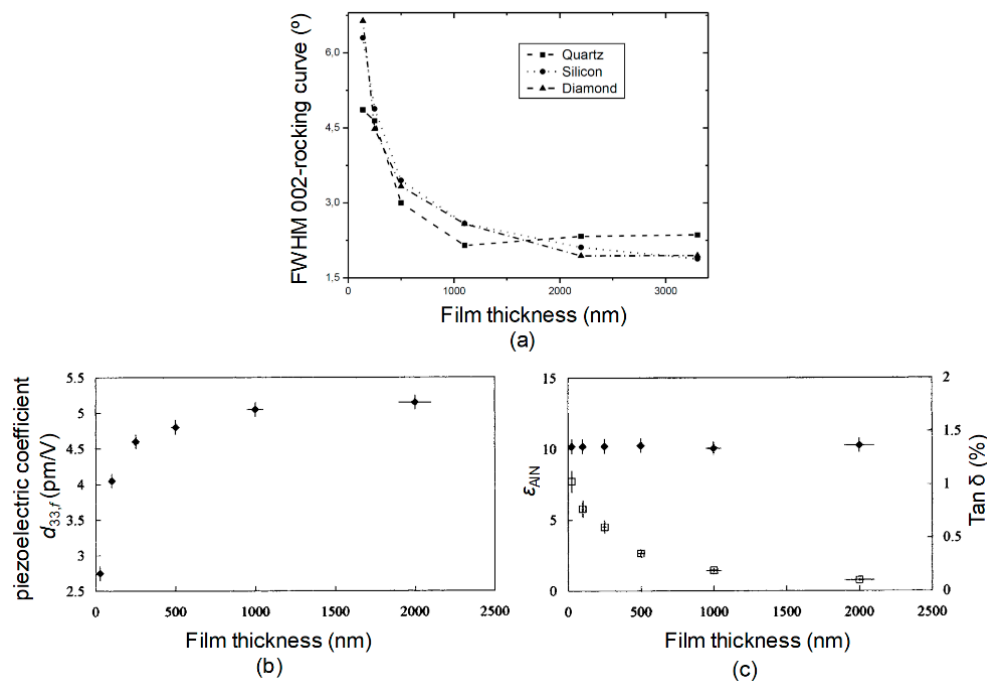 FWHM 002-rocking curve (º)
6,0
4,5
3,0
1,5
Quartz
Silicon
Diamond
0 1000 2000 3000
Film thickness (nm)
(a)
piezoelectric coefficient
d33,f (pm/V)
5.5
5
4.5
4
3.5
3
2.5
0 500 1000 1500 2000 2500
Film thickness (nm)
(b)
εAlN
15
10
5
0
2
1.5
1
0.5
0
Tan δ (%)
0 500 1000 1500 2000 2500
Film thickness (nm)
(c)